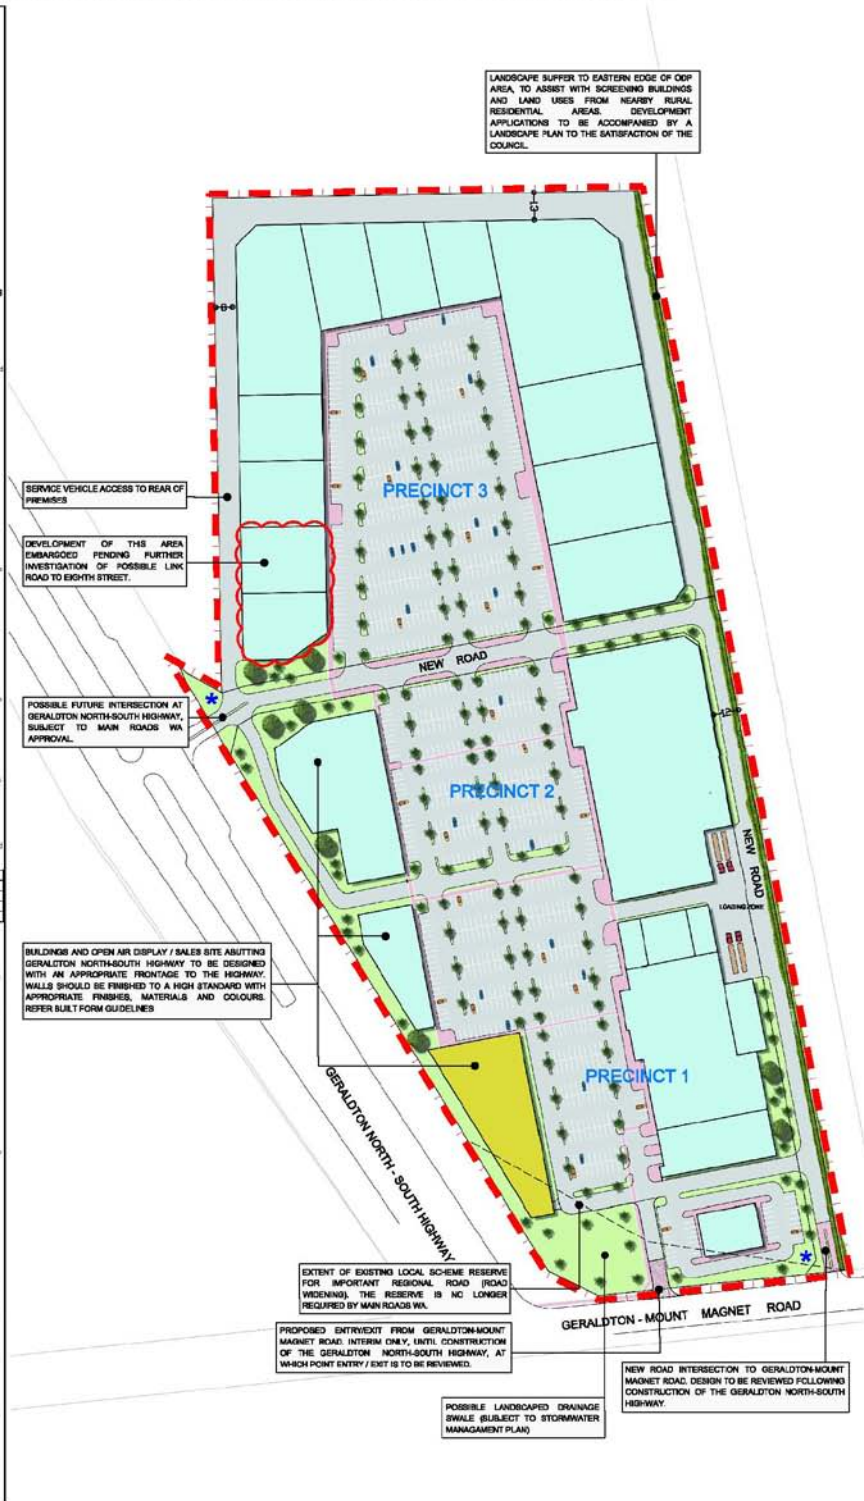 LANDSCAPE BUFFER TO EASTERN EDGE OF ODP
AREA, TO ASSIST WITH SCREENING BUILDINGS
AND LAND USES FROM NEARBY RURAL
RESIDENTIAL AREAS. DEVELOPMENT
APPLICATIONS TO BE ACCOMPANIED BY A
LANDSCAPE PLAN TO THE SATISFACTION OF THE
COUNCIL.
13
SERVICE VEHICLE ACCESS TO REAR OF
PREMISES
PRECINCT 3
DEVELOPMENT OF THIS AREA
EMBARGOED PENDING FURTHER
INVESTIGATION OF POSSIBLE LINK
ROAD TO EIGHTH STREET.
NEW ROAD
*
POSSIBLE FUTURE INTERSECTION AT
GERALDTON NORTH-SOUTH HIGHWAY,
SUBJECT TO MAIN ROADS WA
APPROVAL.
12
PRECINCT 2
NEW ROAD
LOADING ZONE
BUILDINGS AND OPEN AIR DISPLAY / SALES SITE ABUTTING
GERALDTON NORTH-SOUTH HIGHWAY TO BE DESIGNED
WITH AN APPROPRIATE FRONTAGE TO THE HIGHWAY.
WALLS SHOULD BE FINISHED TO A HIGH STANDARD WITH
APPROPRIATE FINISHES, MATERIALS AND COLOURS.
REFER BUILT FORM GUIDELINES
PRECINCT 1
GERALDTON NORTH - SOUTH HIGHWAY
*
EXTENT OF EXISTING LOCAL SCHEME RESERVE
FOR IMPORTANT REGIONAL ROAD (ROAD
WIDENING). THE RESERVE IS NO LONGER
REQUIRED BY MAIN ROADS WA.
GERALDTON - MOUNT MAGNET ROAD
PROPOSED ENTRY/EXIT FROM GERALDTON-MOUNT
MAGNET ROAD. INTERIM ONLY, UNTIL CONSTRUCTION
OF THE GERALDTON NORTH-SOUTH HIGHWAY, AT
WHICH POINT ENTRY / EXIT IS TO BE REVIEWED.
NEW ROAD INTERSECTION TO GERALDTON-MOUNT
MAGNET ROAD. DESIGN TO BE REVIEWED FOLLOWING
CONSTRUCTION OF THE GERALDTON NORTH-SOUTH
HIGHWAY.
POSSIBLE LANDSCAPED DRAINAGE
SWALE (SUBJECT TO STORMWATER
MANAGAMENT PLAN)